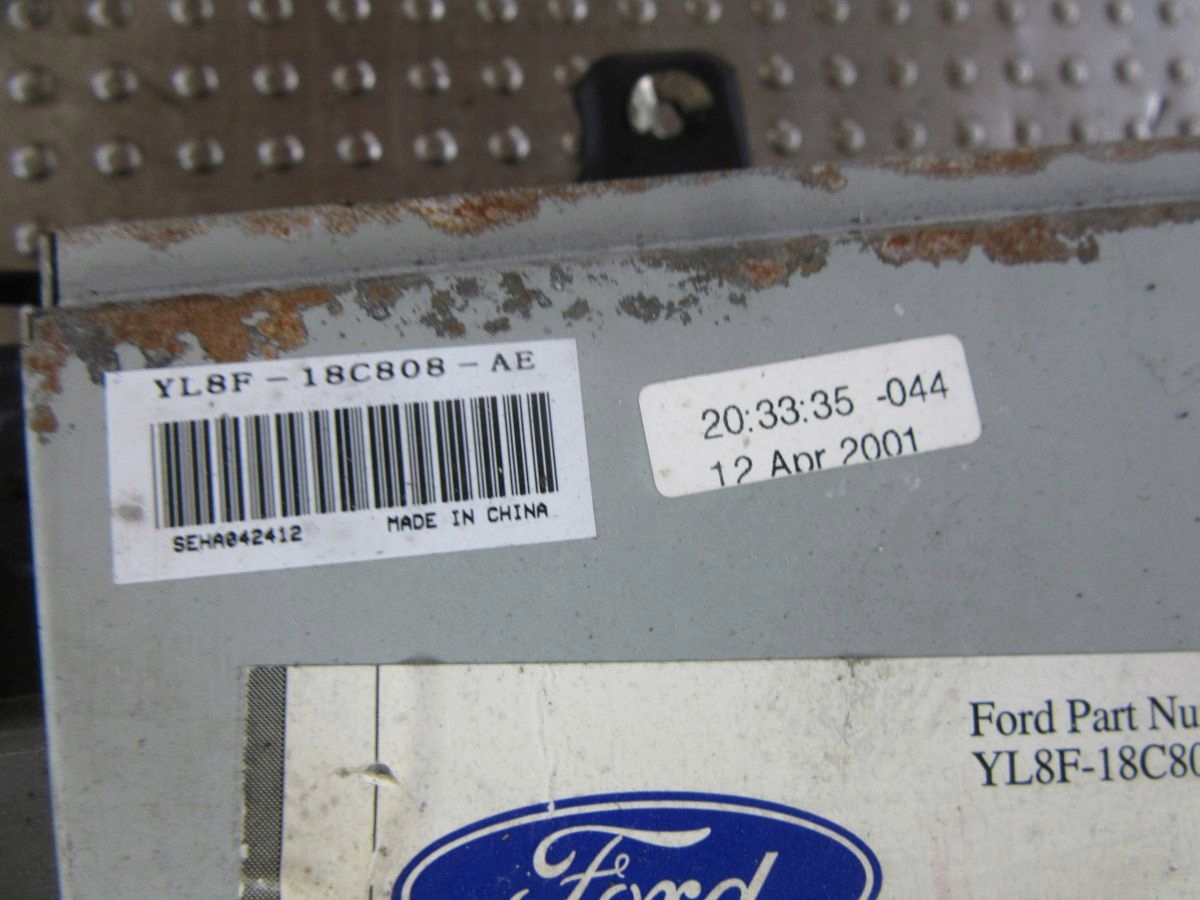 YL8F-18C808-AE
SEHA042412 MADE IN CHINA
20:33:35 -044
12 Apr 2001
Ford Part Nu
YL8F-18C80
Ford